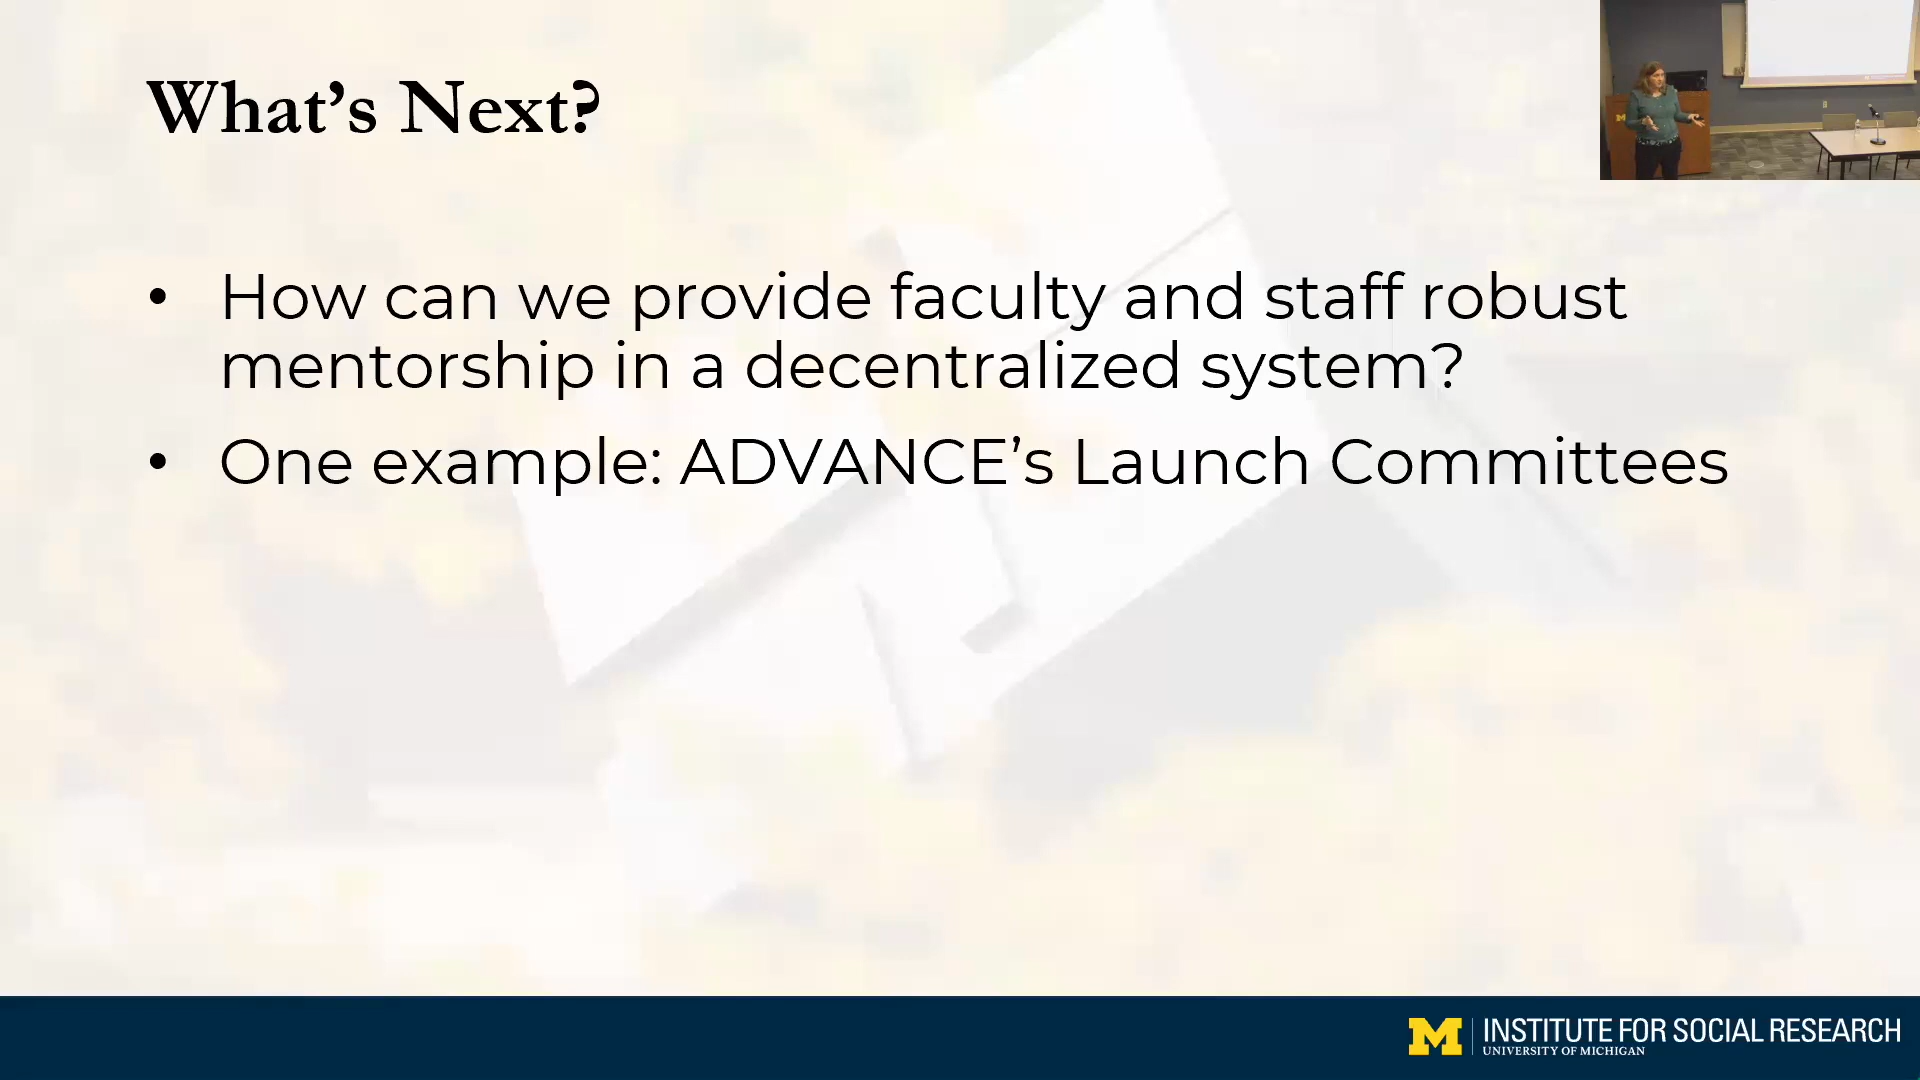 What’s Next?
• How can we provide faculty and staff robust
mentorship in a decentralized system?
• One example: ADVANCE’s Launch Committees
M
M INSTITUTE FOR SOCIAL RESEARCH
UNIVERSITY OF MICHIGAN